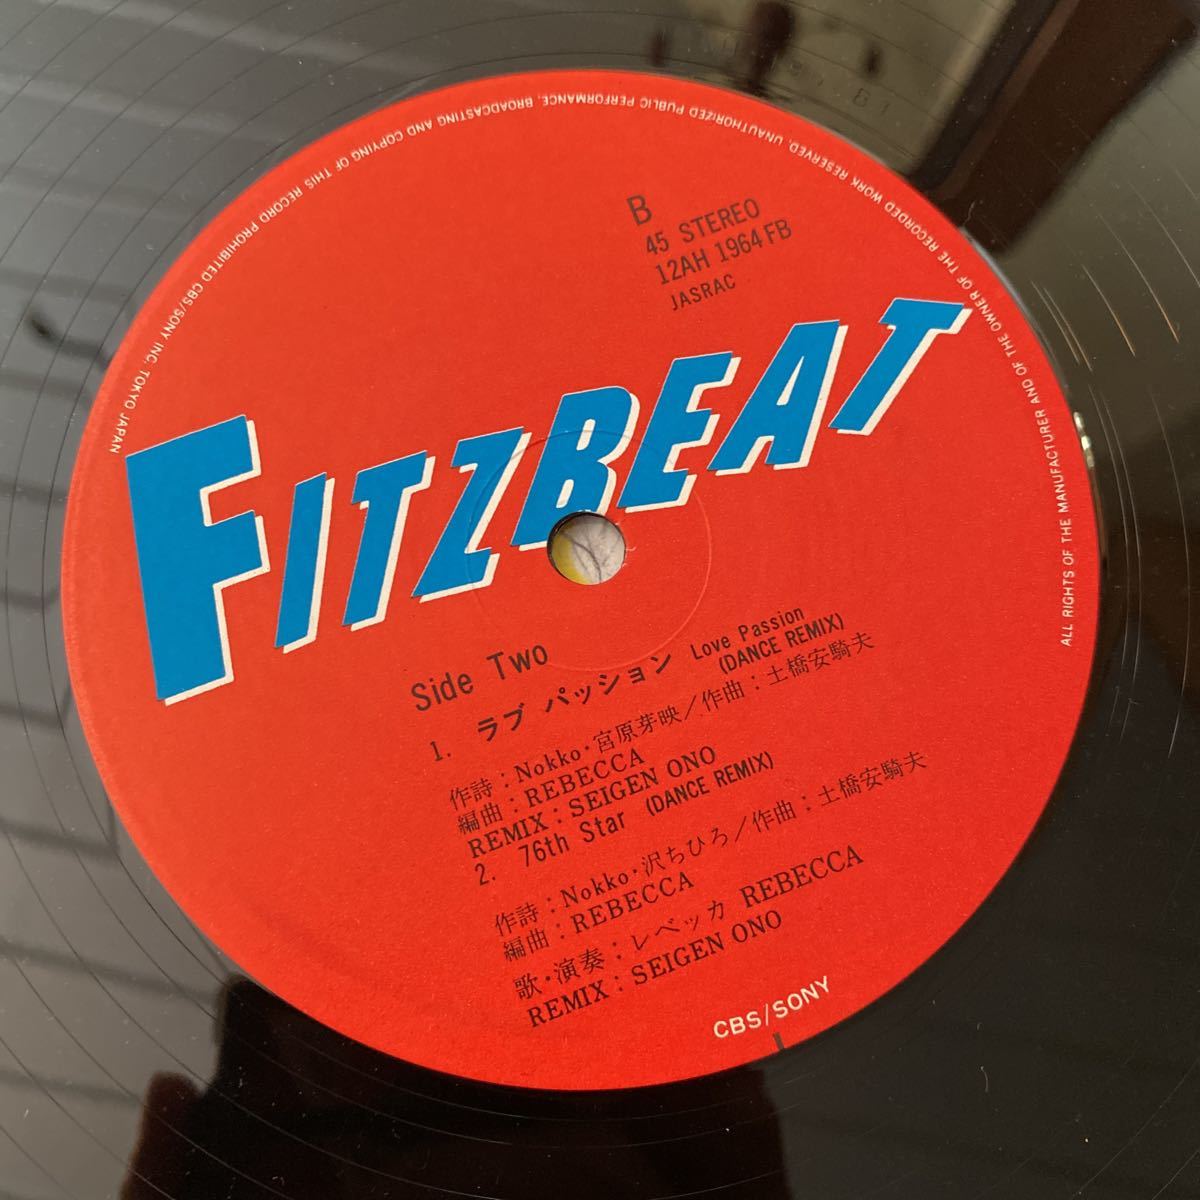 B
45 STEREO
12AH 1964FB
JASRAC
FITZBEAT
Side Two
1. ラブ パッション Love Passion
(DANCE REMIX)
作詩：Nokko・宮原芽映／作曲：土橋安騎夫
編曲：REBECCA
REMIX：SEIGEN ONO
2. 76th Star (DANCE REMIX)
作詩：Nokko・沢ちひろ／作曲：土橋安騎夫
編曲：REBECCA
歌・演奏：レベッカ REBECCA
REMIX：SEIGEN ONO
CBS/SONY
ALL RIGHTS OF THE MANUFACTURER AND OF THE OWNER OF THE RECORDED WORK RESERVED. UNAUTHORIZED PUBLIC PERFORMANCE, BROADCASTING AND COPYING OF THIS RECORD PROHIBITED CBS/SONY INC. TOKYO JAPAN